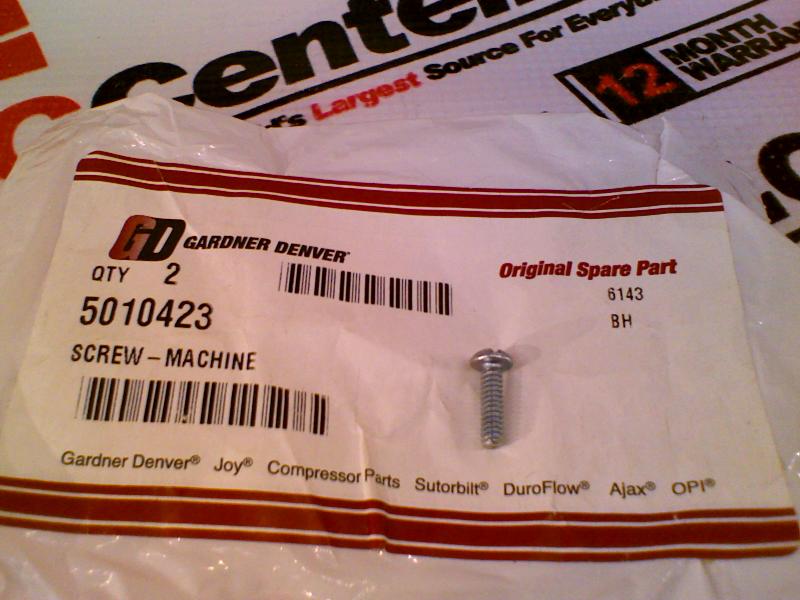 Center
Largest Source For Every
12 MONTH
WARRAN
GD GARDNER DENVER
QTY 2
Original Spare Part
6143
5010423
BH
SCREW-MACHINE
Gardner Denver® Joy® Compressor Parts Sutorbilt® DuroFlow® Ajax® OPI®